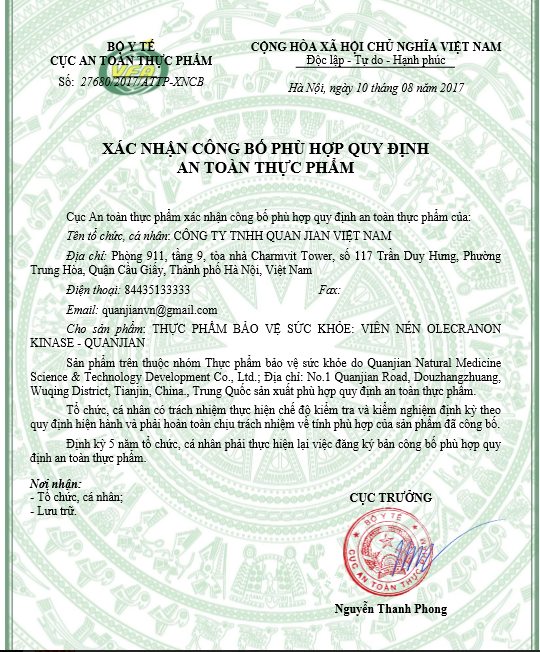 BỘ Y TẾ
CỤC AN TOÀN THỰC PHẨM
VFA
Số: 27680/2017/ATTP-XNCB
CỘNG HÒA XÃ HỘI CHỦ NGHĨA VIỆT NAM
Độc lập - Tự do - Hạnh phúc
Hà Nội, ngày 10 tháng 08 năm 2017
XÁC NHẬN CÔNG BỐ PHÙ HỢP QUY ĐỊNH
AN TOÀN THỰC PHẨM
Cục An toàn thực phẩm xác nhận công bố phù hợp quy định an toàn thực phẩm của:
Tên tổ chức, cá nhân: CÔNG TY TNHH QUAN JIAN VIỆT NAM
Địa chỉ: Phòng 911, tầng 9, tòa nhà Charmvit Tower, số 117 Trần Duy Hưng, Phường
Trung Hòa, Quận Cầu Giấy, Thành phố Hà Nội, Việt Nam
Điện thoại: 84435133333 Fax:
Email: quanjianvn@gmail.com
Cho sản phẩm: THỰC PHẨM BẢO VỆ SỨC KHỎE: VIÊN NÉN OLECRANON
KINASE - QUANJIAN
Sản phẩm trên thuộc nhóm Thực phẩm bảo vệ sức khỏe do Quanjian Natural Medicine
Science & Technology Development Co., Ltd.; Địa chỉ: No.1 Quanjian Road, Douzhangzhuang,
Wuqing District, Tianjin, China., Trung Quốc sản xuất phù hợp quy định an toàn thực phẩm.
Tổ chức, cá nhân có trách nhiệm thực hiện chế độ kiểm tra và kiểm nghiệm định kỳ theo
quy định hiện hành và phải hoàn toàn chịu trách nhiệm về tính phù hợp của sản phẩm đã công bố.
Định kỳ 5 năm tổ chức, cá nhân phải thực hiện lại việc đăng ký bản công bố phù hợp quy
định an toàn thực phẩm.
Nơi nhận:
- Tổ chức, cá nhân;
- Lưu trữ.
CỤC TRƯỞNG
BỘ Y TẾ
CỤC AN TOÀN THỰC PHẨM
Nguyễn Thanh Phong